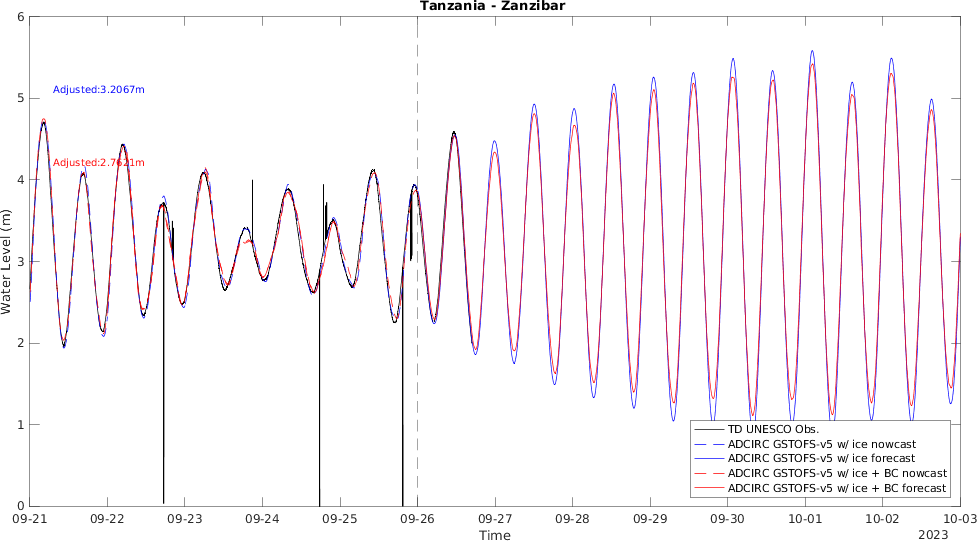 Tanzania - Zanzibar
6
5
4
3
2
1
0
Water Level (m)
Adjusted:3.2067m
Adjusted:2.7621m
TD UNESCO Obs.
ADCIRC GSTOFS-v5 w/ ice nowcast
ADCIRC GSTOFS-v5 w/ ice forecast
ADCIRC GSTOFS-v5 w/ ice + BC nowcast
ADCIRC GSTOFS-v5 w/ ice + BC forecast
09-21 09-22 09-23 09-24 09-25 09-26 09-27 09-28 09-29 09-30 10-01 10-02 10-03
Time
2023